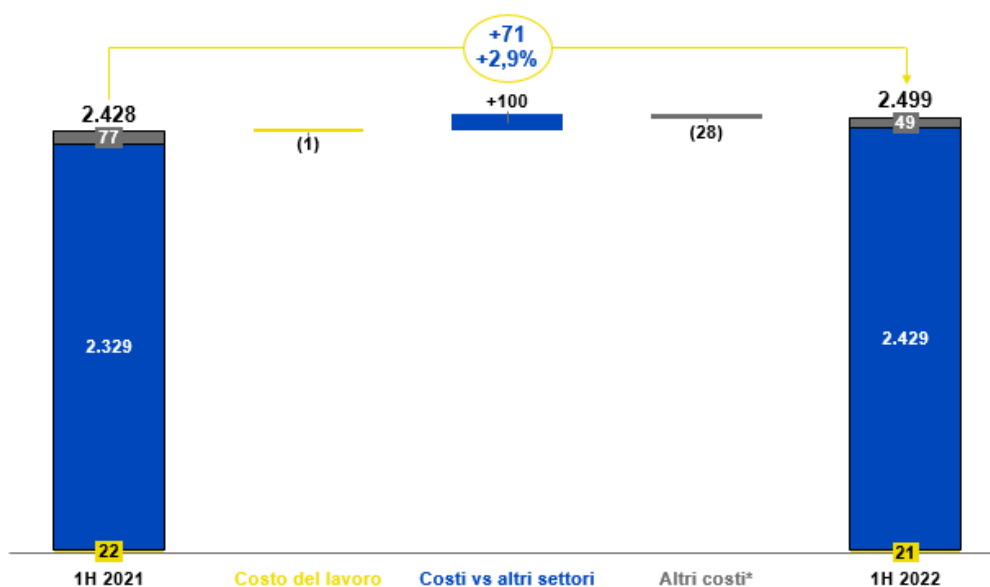 +71
+2,9%
2.428
77
2.329
22
(1)
+100
(28)
2.499
49
2.429
21
1H 2021
Costo del lavoro
Costi vs altri settori
Altri costi*
1H 2022